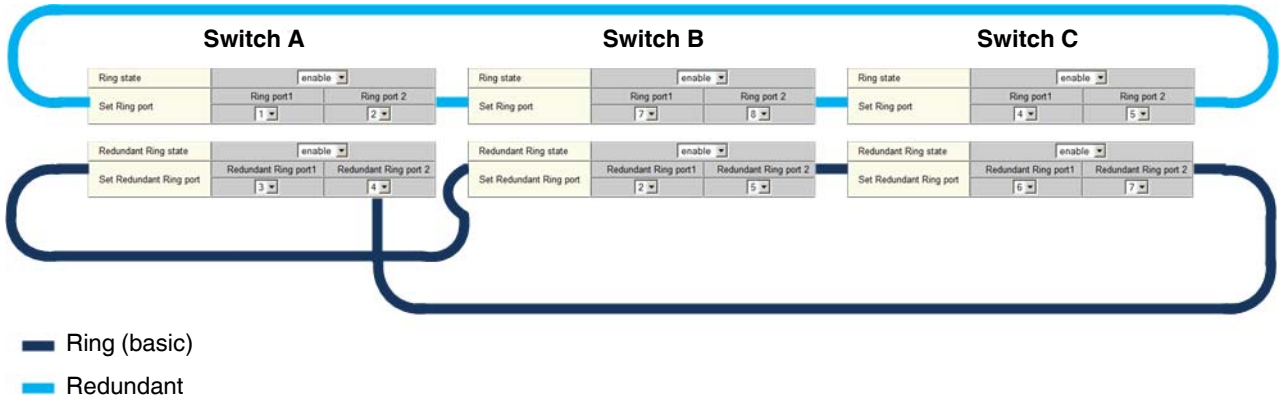 Switch A
Switch B
Switch C
Ring state
enable
Set Ring port
Ring port1
Ring port 2
1
2
Ring state
enable
Set Ring port
Ring port1
Ring port 2
7
8
Ring state
enable
Set Ring port
Ring port1
Ring port 2
4
5
Redundant Ring state
enable
Set Redundant Ring port
Redundant Ring port1
Redundant Ring port 2
3
4
Redundant Ring state
enable
Set Redundant Ring port
Redundant Ring port1
Redundant Ring port 2
2
5
Redundant Ring state
enable
Set Redundant Ring port
Redundant Ring port1
Redundant Ring port 2
6
7
Ring (basic)
Redundant